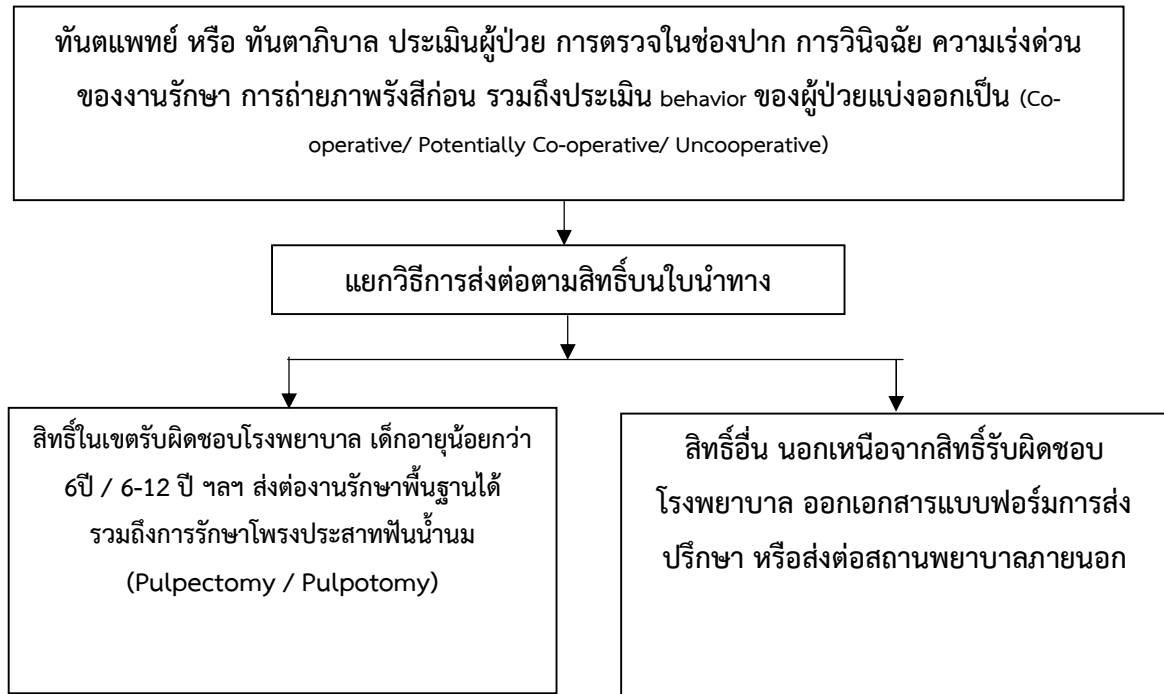 ทันตแพทย์ หรือ ทันตาภิบาล ประเมินผู้ป่วย การตรวจในช่องปาก การวินิจฉัย ความเร่งด่วน
ของงานรักษา การถ่ายภาพรังสีก่อน รวมถึงประเมิน behavior ของผู้ป่วยแบ่งออกเป็น (Co-
operative/ Potentially Co-operative/ Uncooperative)
แยกวิธีการส่งต่อตามสิทธิ์บนใบนำทาง
สิทธิ์ในเขตรับผิดชอบโรงพยาบาล เด็กอายุน้อยกว่า
6ปี / 6-12 ปี ฯลฯ ส่งต่องานรักษาพื้นฐานได้
รวมถึงการรักษาโพรงประสาทฟันน้ำนม
(Pulpectomy / Pulpotomy)
สิทธิ์อื่น นอกเหนือจากสิทธิ์รับผิดชอบ
โรงพยาบาล ออกเอกสารแบบฟอร์มการส่ง
ปรึกษา หรือส่งต่อสถานพยาบาลภายนอก